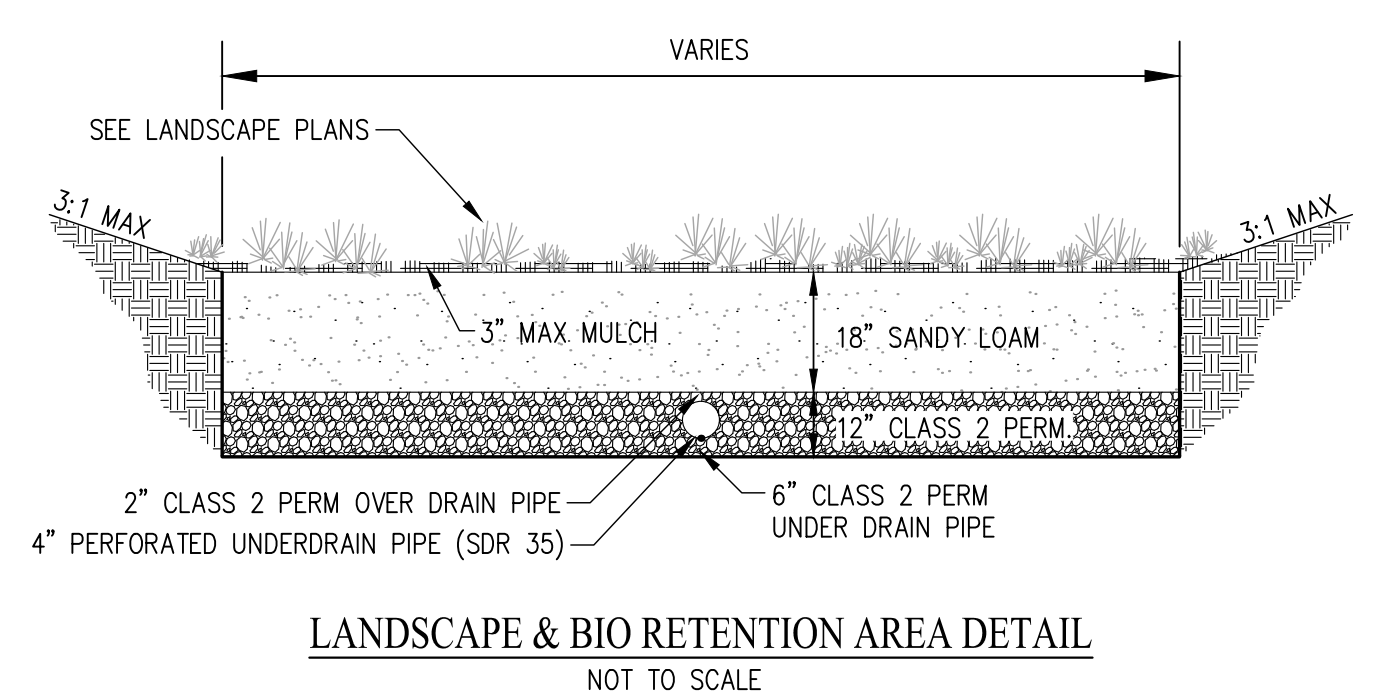 VARIES
SEE LANDSCAPE PLANS
3:1 MAX
3:1 MAX
3" MAX MULCH
18" SANDY LOAM
12" CLASS 2 PERM.
2" CLASS 2 PERM OVER DRAIN PIPE
6" CLASS 2 PERM
UNDER DRAIN PIPE
4" PERFORATED UNDERDRAIN PIPE (SDR 35)
LANDSCAPE & BIO RETENTION AREA DETAIL
NOT TO SCALE